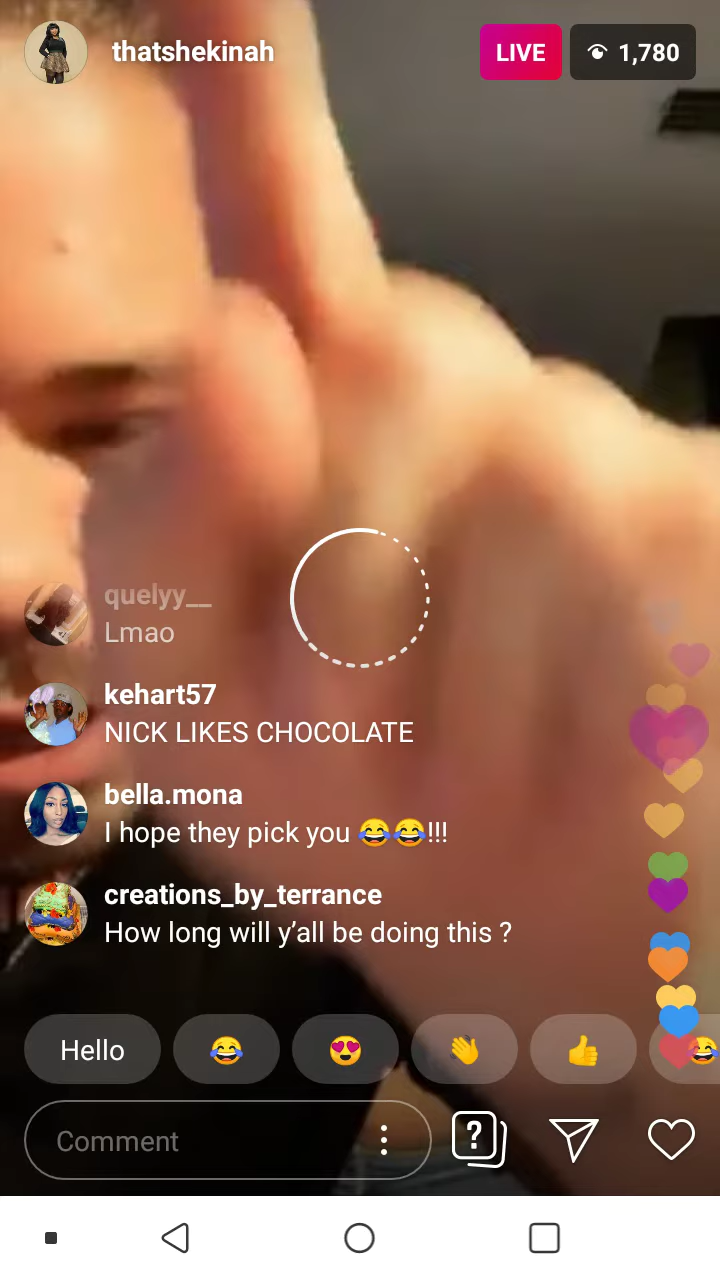 thatshekinah
LIVE
1,780
quelyy__
Lmao
kehart57
NICK LIKES CHOCOLATE
bella.mona
I hope they pick you 😂😂!!!
creations_by_terrance
How long will y'all be doing this ?
Hello
Comment
?